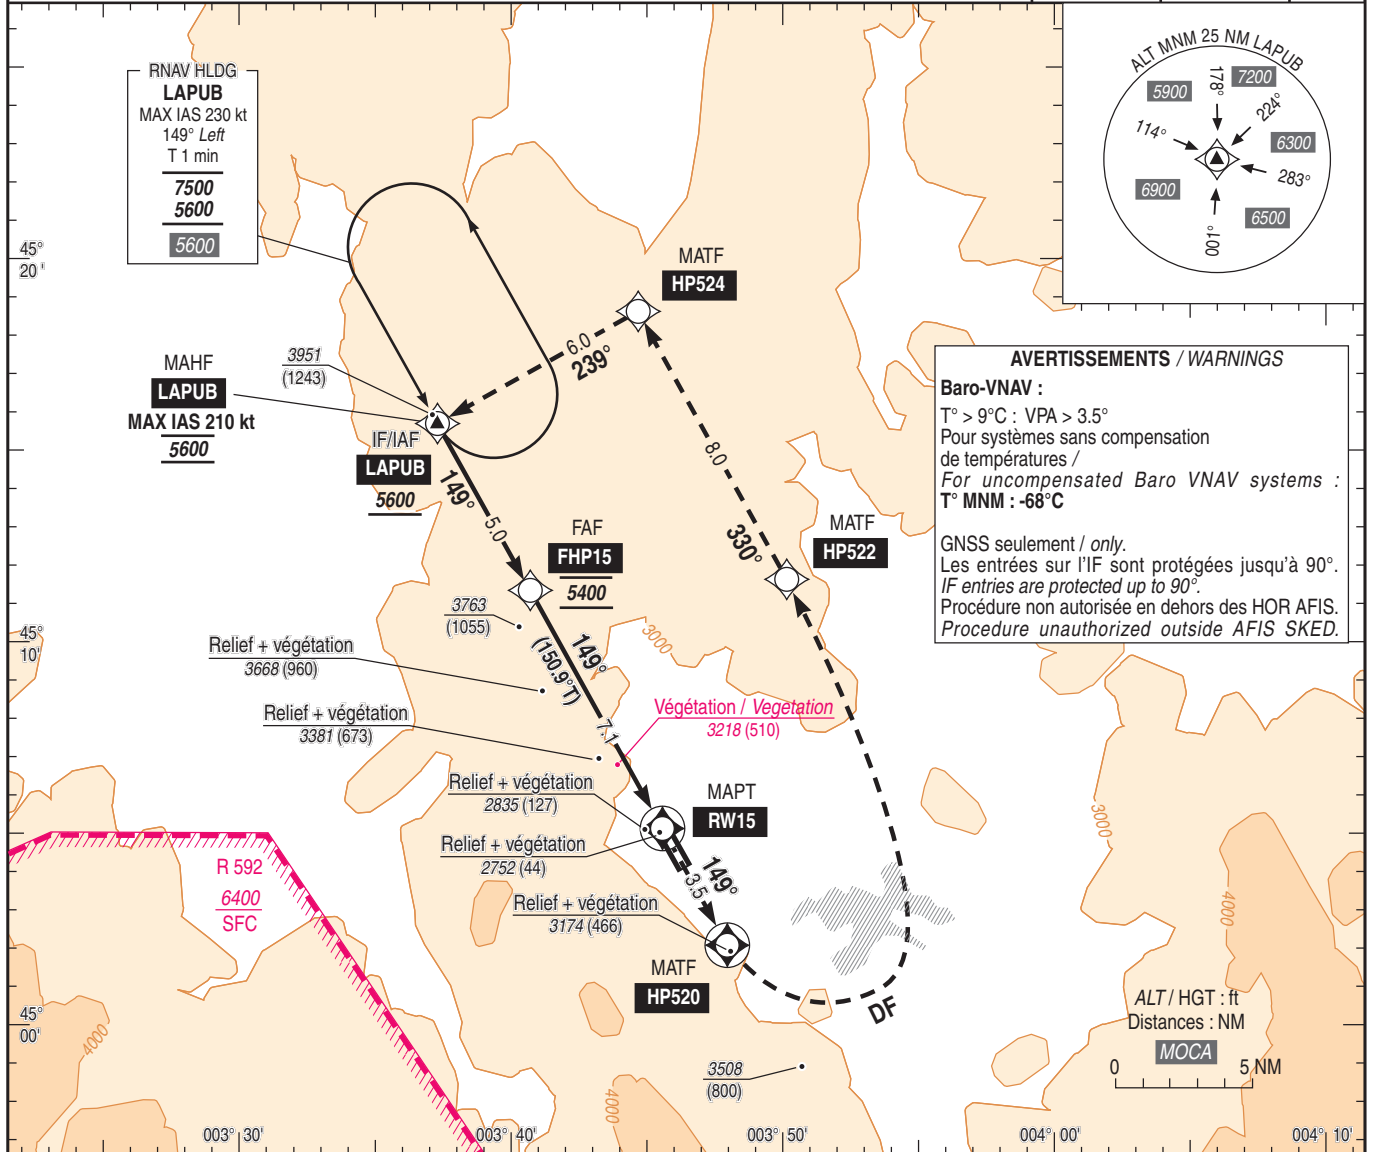 RNAV HLDG
LAPUB
MAX IAS 230 kt
149° Left
T 1 min
7500
5600
5600
ALT MNM 25 NM LAPUB
5900
178°
7200
224°
114°
6300
283°
6900
6500
001°
45°
20'
MATF
HP524
6.0
239°
3951
(1243)
MAHF
LAPUB
MAX IAS 210 kt
5600
IF/IAF
LAPUB
5600
149°
5.0
8.0
330°
AVERTISSEMENTS / WARNINGS
Baro-VNAV :
T° > 9°C : VPA > 3.5°
Pour systèmes sans compensation
de températures /
For uncompensated Baro VNAV systems :
T° MNM : -68°C
GNSS seulement / only.
Les entrées sur l'IF sont protégées jusqu'à 90°.
IF entries are protected up to 90°.
Procédure non autorisée en dehors des HOR AFIS.
Procedure unauthorized outside AFIS SKED.
FAF
FHP15
5400
MATF
HP522
3763
(1055)
45°
10'
149°
(150.9°T)
3000
Relief + végétation
3668 (960)
Relief + végétation
3381 (673)
7.1
Végétation / Vegetation
3218 (510)
Relief + végétation
2835 (127)
MAPT
RW15
3000
Relief + végétation
2752 (44)
149°
3.5
R 592
6400
SFC
Relief + végétation
3174 (466)
4000
MATF
HP520
DF
45°
00'
4000
ALT / HGT : ft
Distances : NM
MOCA
0 5 NM
3508
(800)
4000
003° 30'
003° 40'
003° 50'
004° 00'
004° 10'